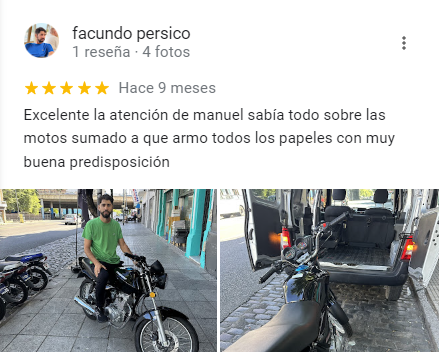 facundo persico
1 reseña · 4 fotos
Hace 9 meses
Excelente la atención de manuel sabía todo sobre las
motos sumado a que armo todos los papeles con muy
buena predisposición